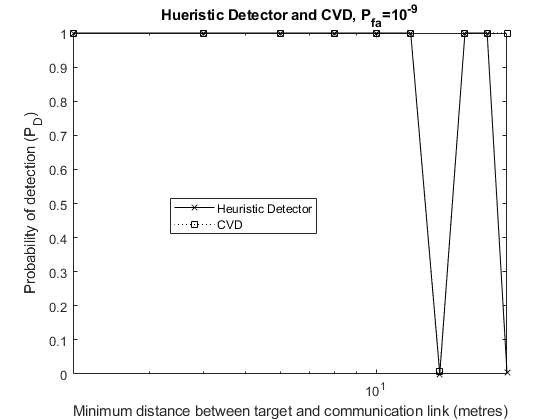 Hueristic Detector and CVD, P_fa=10^-9
1
0.9
0.8
0.7
0.6
0.5
0.4
0.3
0.2
0.1
0
Probability of detection (P_D)
Heuristic Detector
CVD
10^1
Minimum distance between target and communication link (metres)